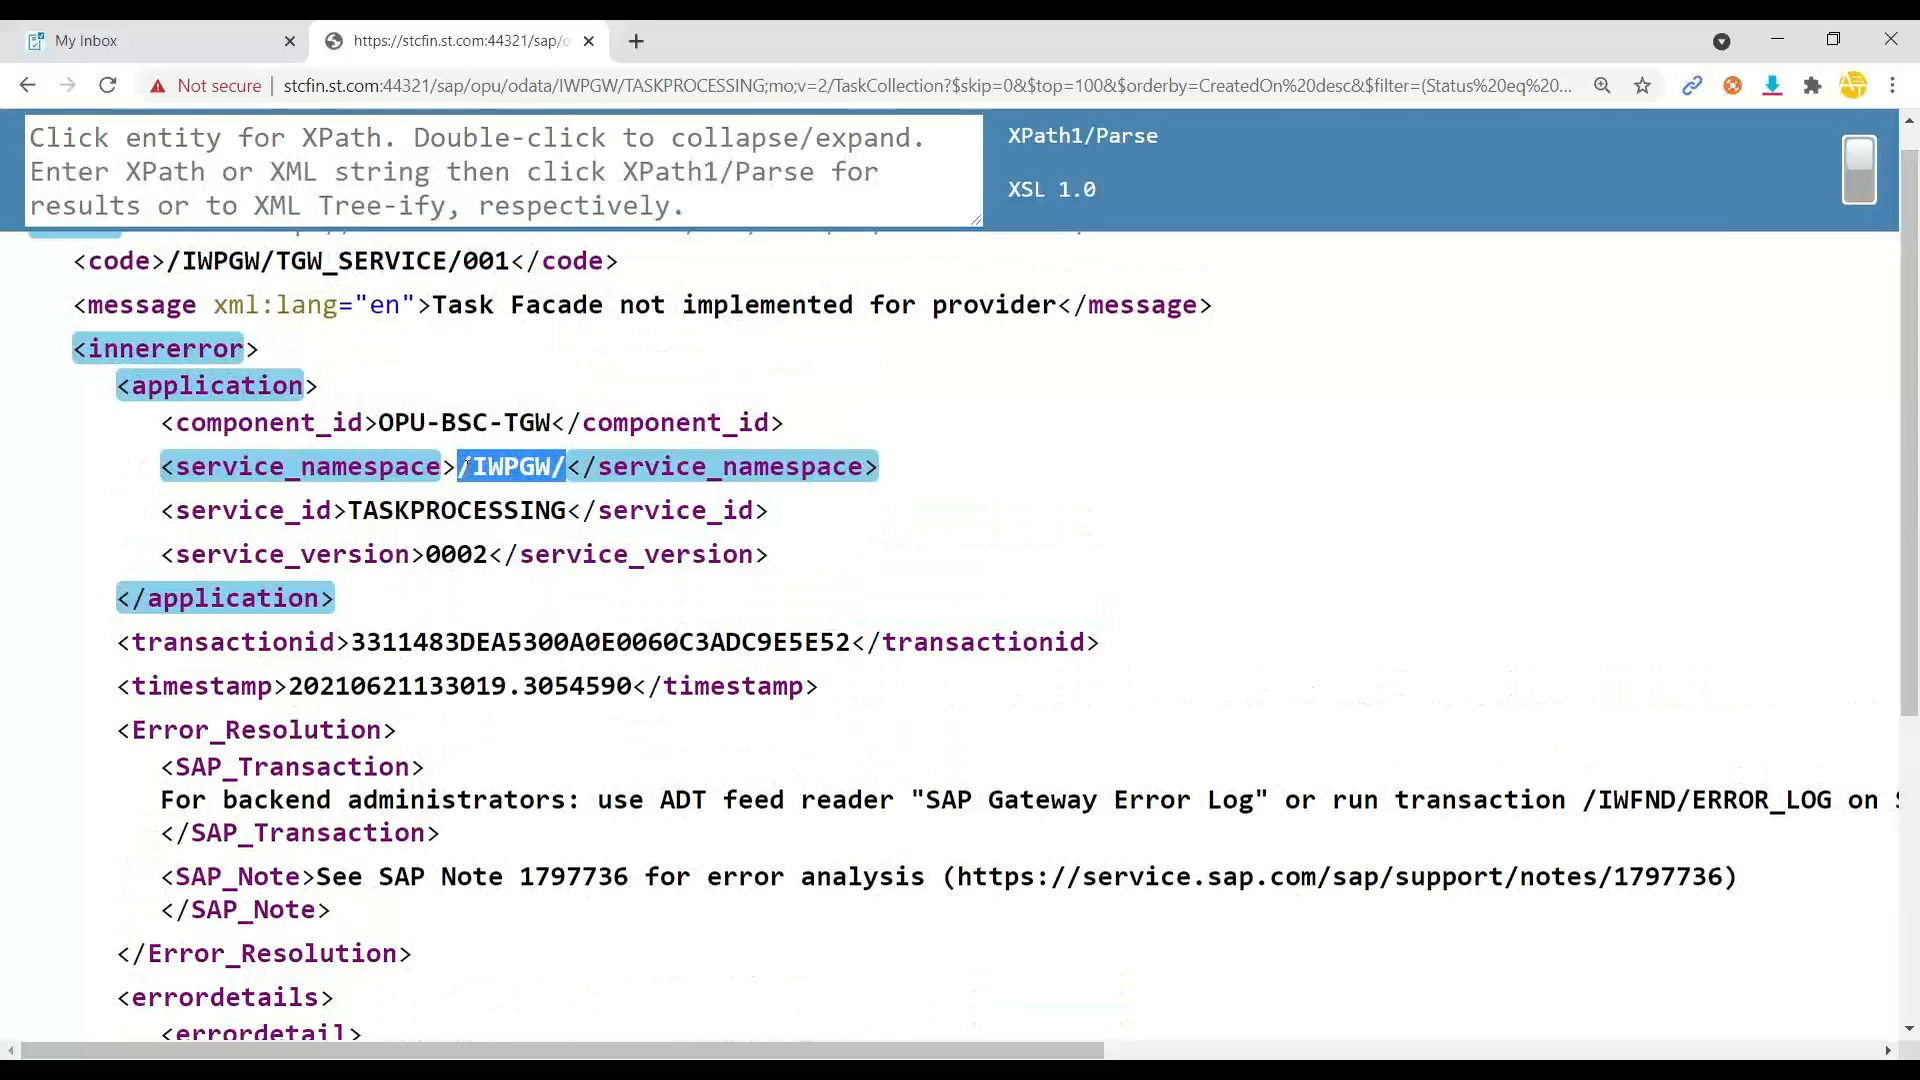 My Inbox
https://stcfin.st.com:44321/sap/o
Not secure
stcfin.st.com:44321/sap/opu/odata/IWPGW/TASKPROCESSING;mo;v=2/TaskCollection?$skip=0&$top=100&$orderby=CreatedOn%20desc&$filter=(Status%20eq%20...
Click entity for XPath. Double-click to collapse/expand.
Enter XPath or XML string then click XPath1/Parse for
results or to XML Tree-ify, respectively.
XPath1/Parse
XSL 1.0
<code>/IWPGW/TGW_SERVICE/001</code>
<message xml:lang="en">Task Facade not implemented for provider</message>
<innererror>
<application>
<component_id>OPU-BSC-TGW</component_id>
<service_namespace>/IWPGW/</service_namespace>
<service_id>TASKPROCESSING</service_id>
<service_version>0002</service_version>
</application>
<transactionid>3311483DEA5300A0E0060C3ADC9E5E52</transactionid>
<timestamp>20210621133019.3054590</timestamp>
<Error_Resolution>
<SAP_Transaction>
For backend administrators: use ADT feed reader "SAP Gateway Error Log" or run transaction /IWFND/ERROR_LOG on
</SAP_Transaction>
<SAP_Note>See SAP Note 1797736 for error analysis (https://service.sap.com/sap/support/notes/1797736)
</SAP_Note>
</Error_Resolution>
<errordetails>
<errordetail>